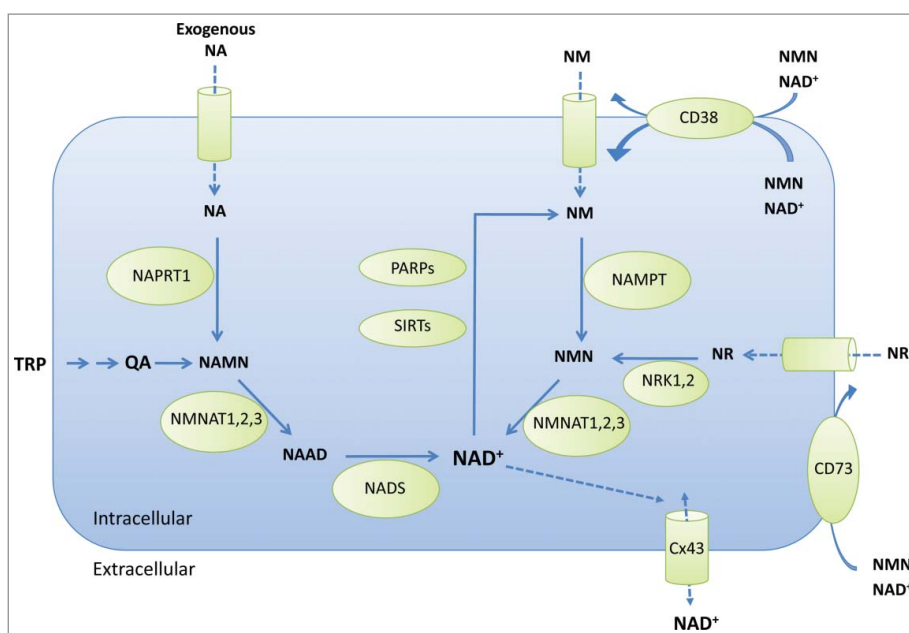 Exogenous
NA
NM
NMN
NAD⁺
CD38
NMN
NAD⁺
NA
NM
NAPRT1
PARPs
NAMPT
SIRTs
TRP
QA
NAMN
NMN
NR
NR
NRK1,2
NMNAT1,2,3
NMNAT1,2,3
NAAD
NAD⁺
CD73
NADS
Intracellular
Cx43
Extracellular
NMN
NAD⁺
NAD⁺